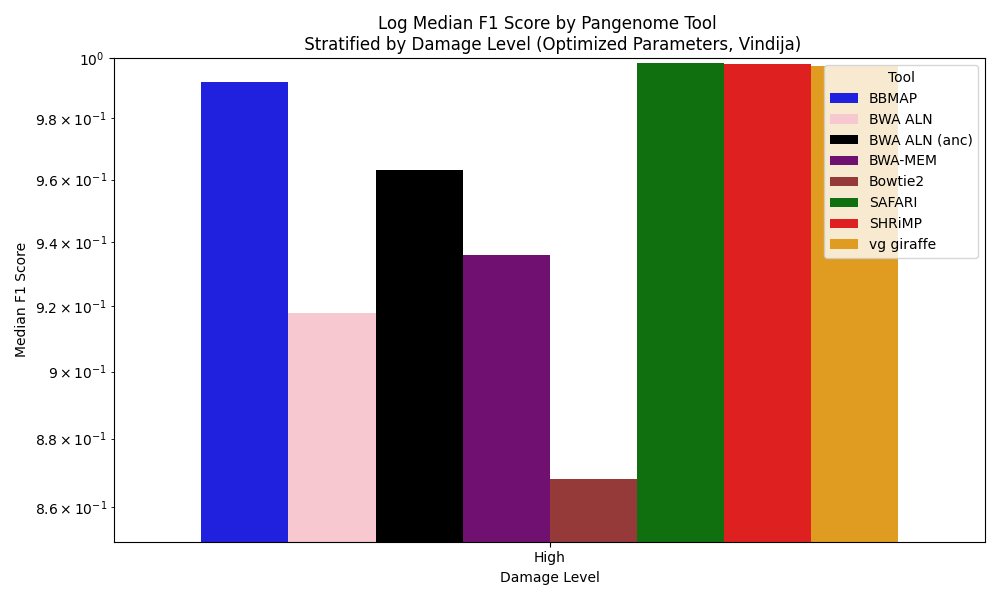 Log Median F1 Score by Pangenome Tool
Stratified by Damage Level (Optimized Parameters, Vindija)
Median F1 Score
10⁰
9.8 × 10⁻¹
9.6 × 10⁻¹
9.4 × 10⁻¹
9.2 × 10⁻¹
9 × 10⁻¹
8.8 × 10⁻¹
8.6 × 10⁻¹
Tool
BBMAP
BWA ALN
BWA ALN (anc)
BWA-MEM
Bowtie2
SAFARI
SHRiMP
vg giraffe
High
Damage Level